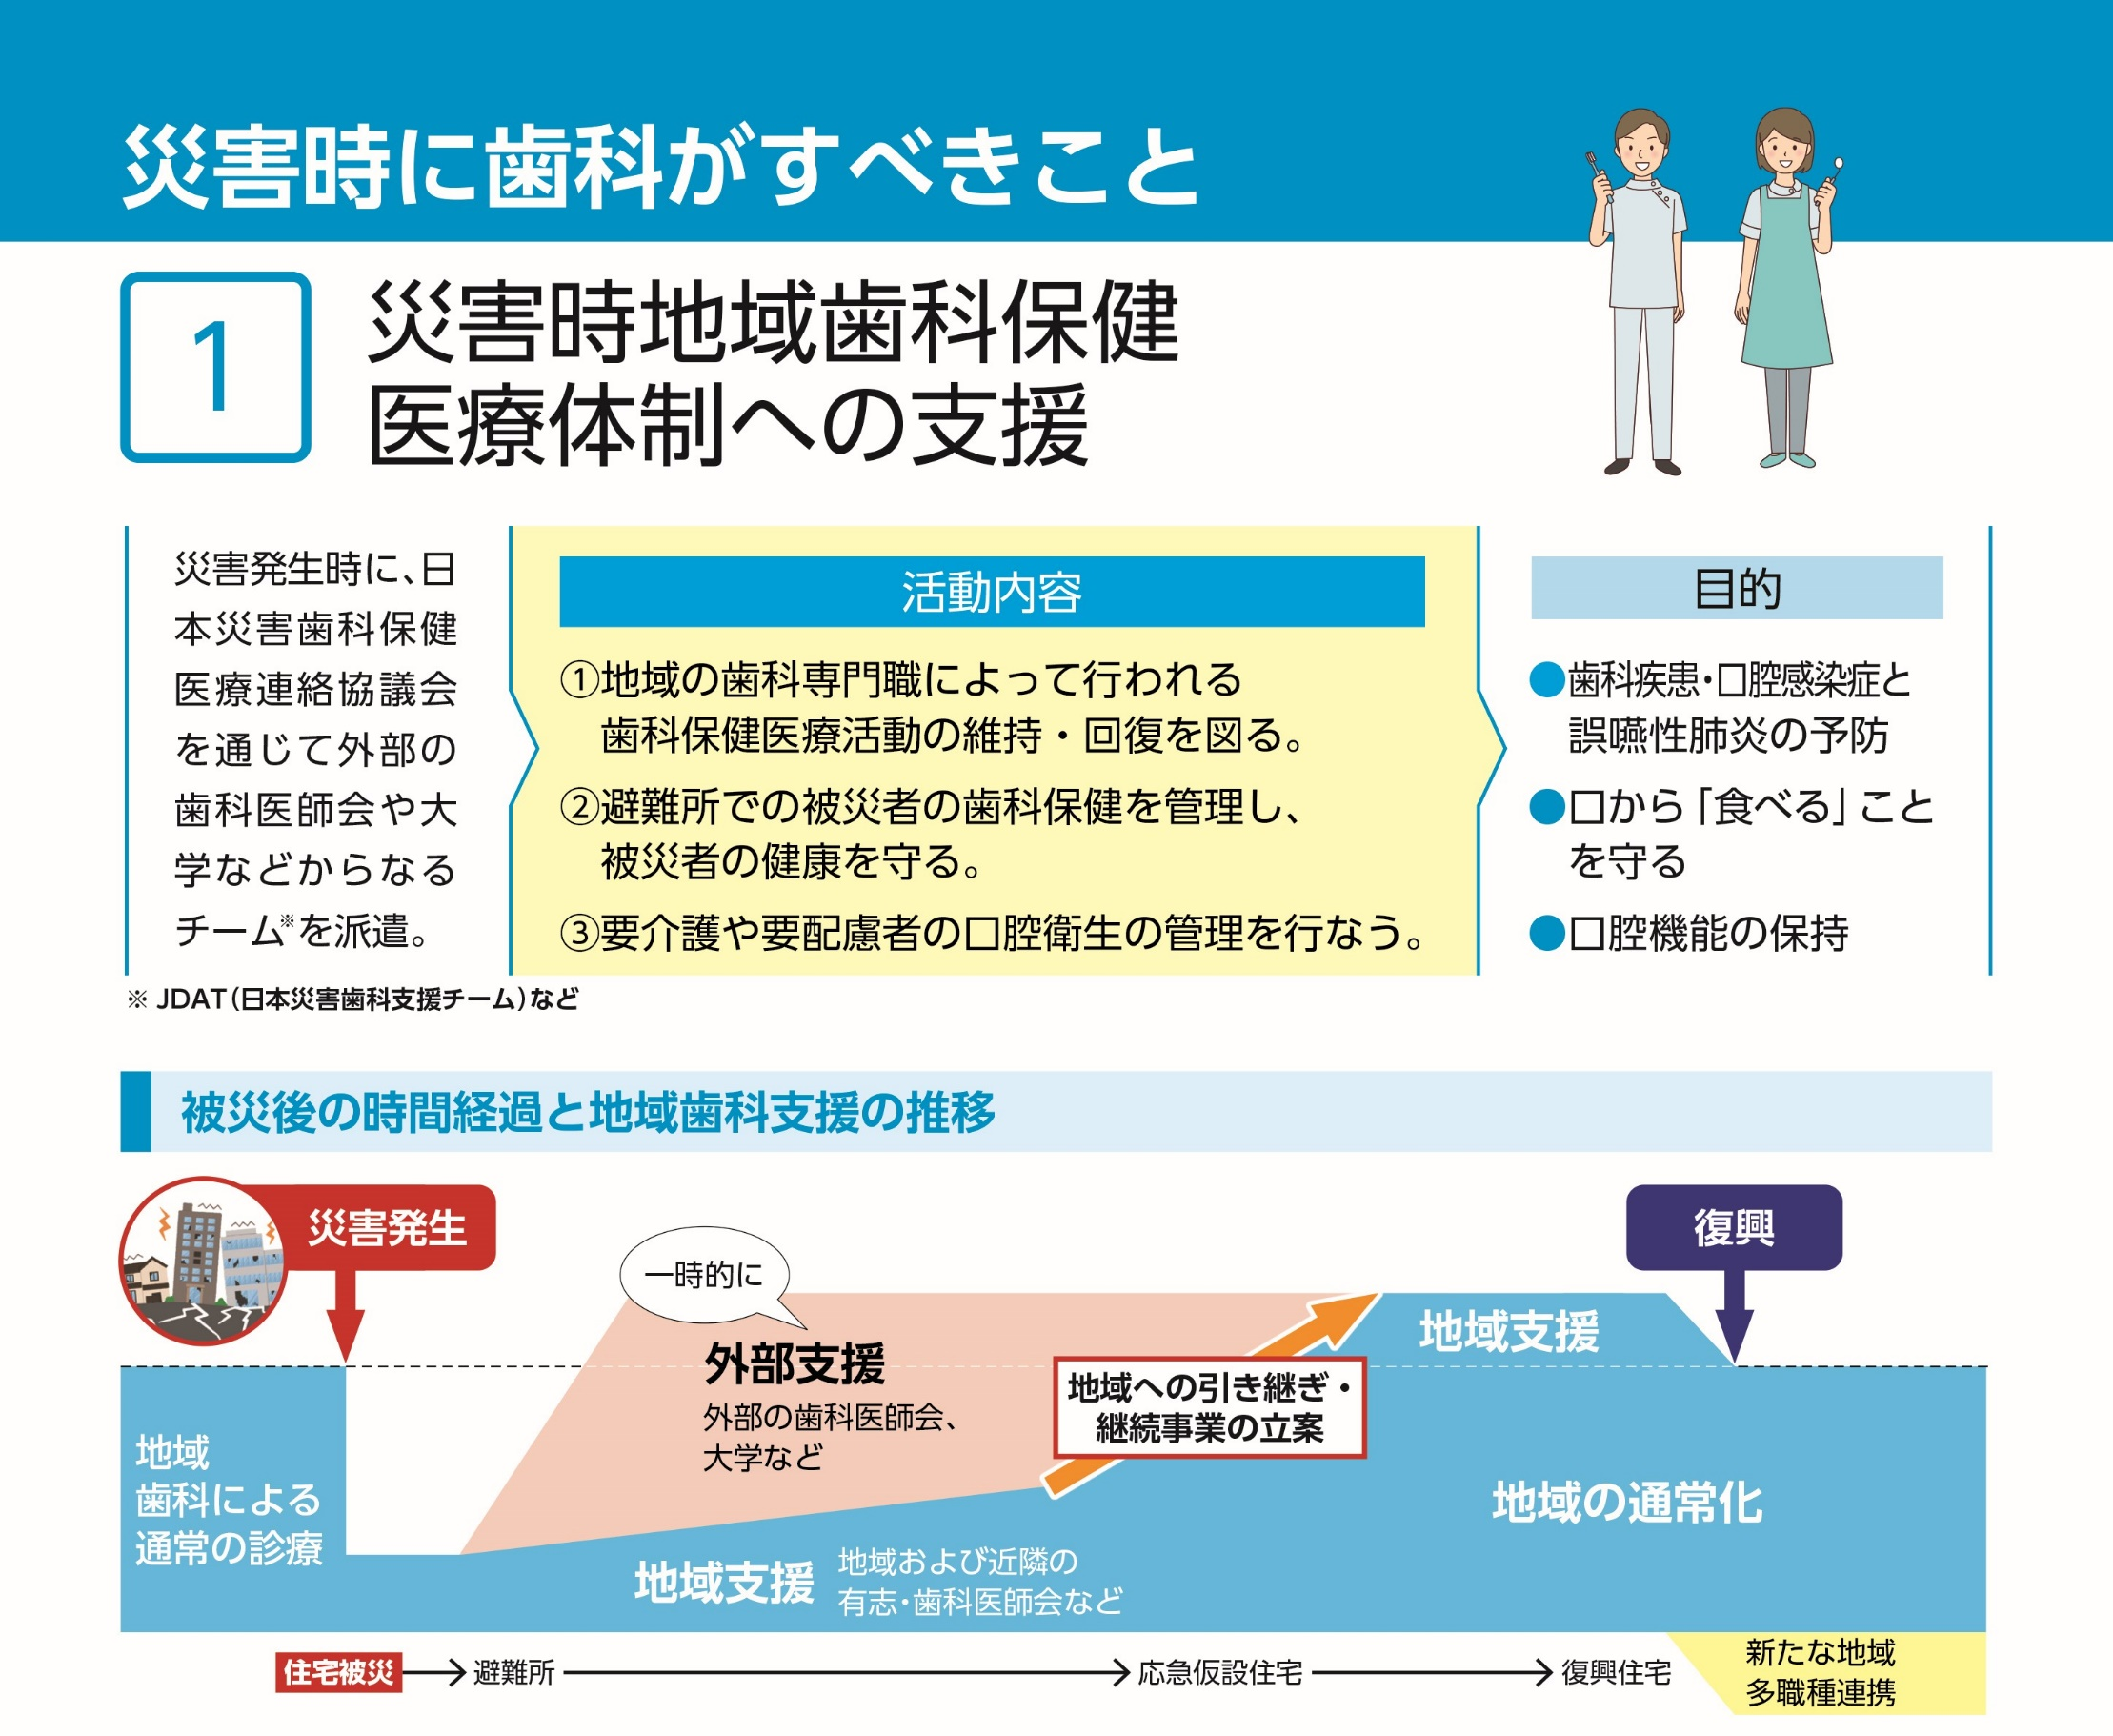 災害時に歯科がすべきこと
1
災害時地域歯科保健
医療体制への支援
災害発生時に、日
本災害歯科保健
医療連絡協議会
を通じて外部の
歯科医師会や大
学などからなる
チーム※を派遣。
活動内容
①地域の歯科専門職によって行われる
歯科保健医療活動の維持・回復を図る。
②避難所での被災者の歯科保健を管理し、
被災者の健康を守る。
③要介護や要配慮者の口腔衛生の管理を行なう。
目的
●歯科疾患・口腔感染症と
誤嚥性肺炎の予防
●口から「食べる」こと
を守る
●口腔機能の保持
※ JDAT（日本災害歯科支援チーム）など
被災後の時間経過と地域歯科支援の推移
災害発生
復興
一時的に
外部支援
外部の歯科医師会、
大学など
地域支援
地域への引き継ぎ・
継続事業の立案
地域
歯科による
通常の診療
地域の通常化
地域支援
地域および近隣の
有志・歯科医師会など
住宅被災
避難所
応急仮設住宅
復興住宅
新たな地域
多職種連携